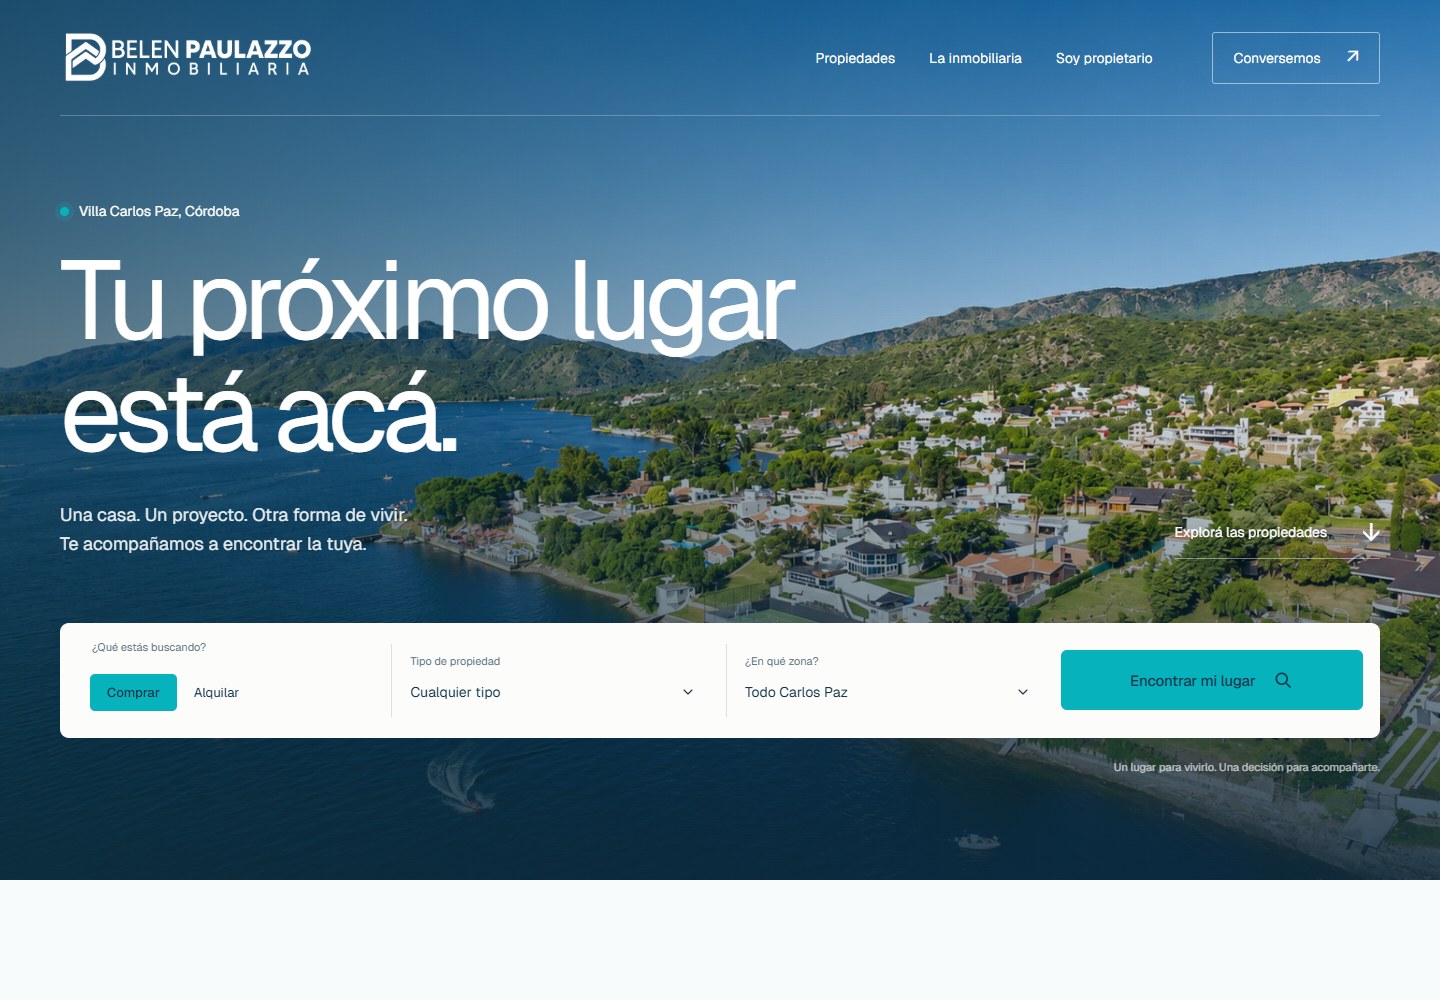 BELEN PAULAZZO
INMOBILIARIA
Propiedades
La inmobiliaria
Soy propietario
Conversemos
Villa Carlos Paz, Córdoba
Tu próximo lugar
está acá.
Una casa. Un proyecto. Otra forma de vivir.
Te acompañamos a encontrar la tuya.
Explorá las propiedades
¿Qué estás buscando?
Comprar
Alquilar
Tipo de propiedad
Cualquier tipo
¿En qué zona?
Todo Carlos Paz
Encontrar mi lugar
Un lugar para vivirlo. Una decisión para acompañarte.